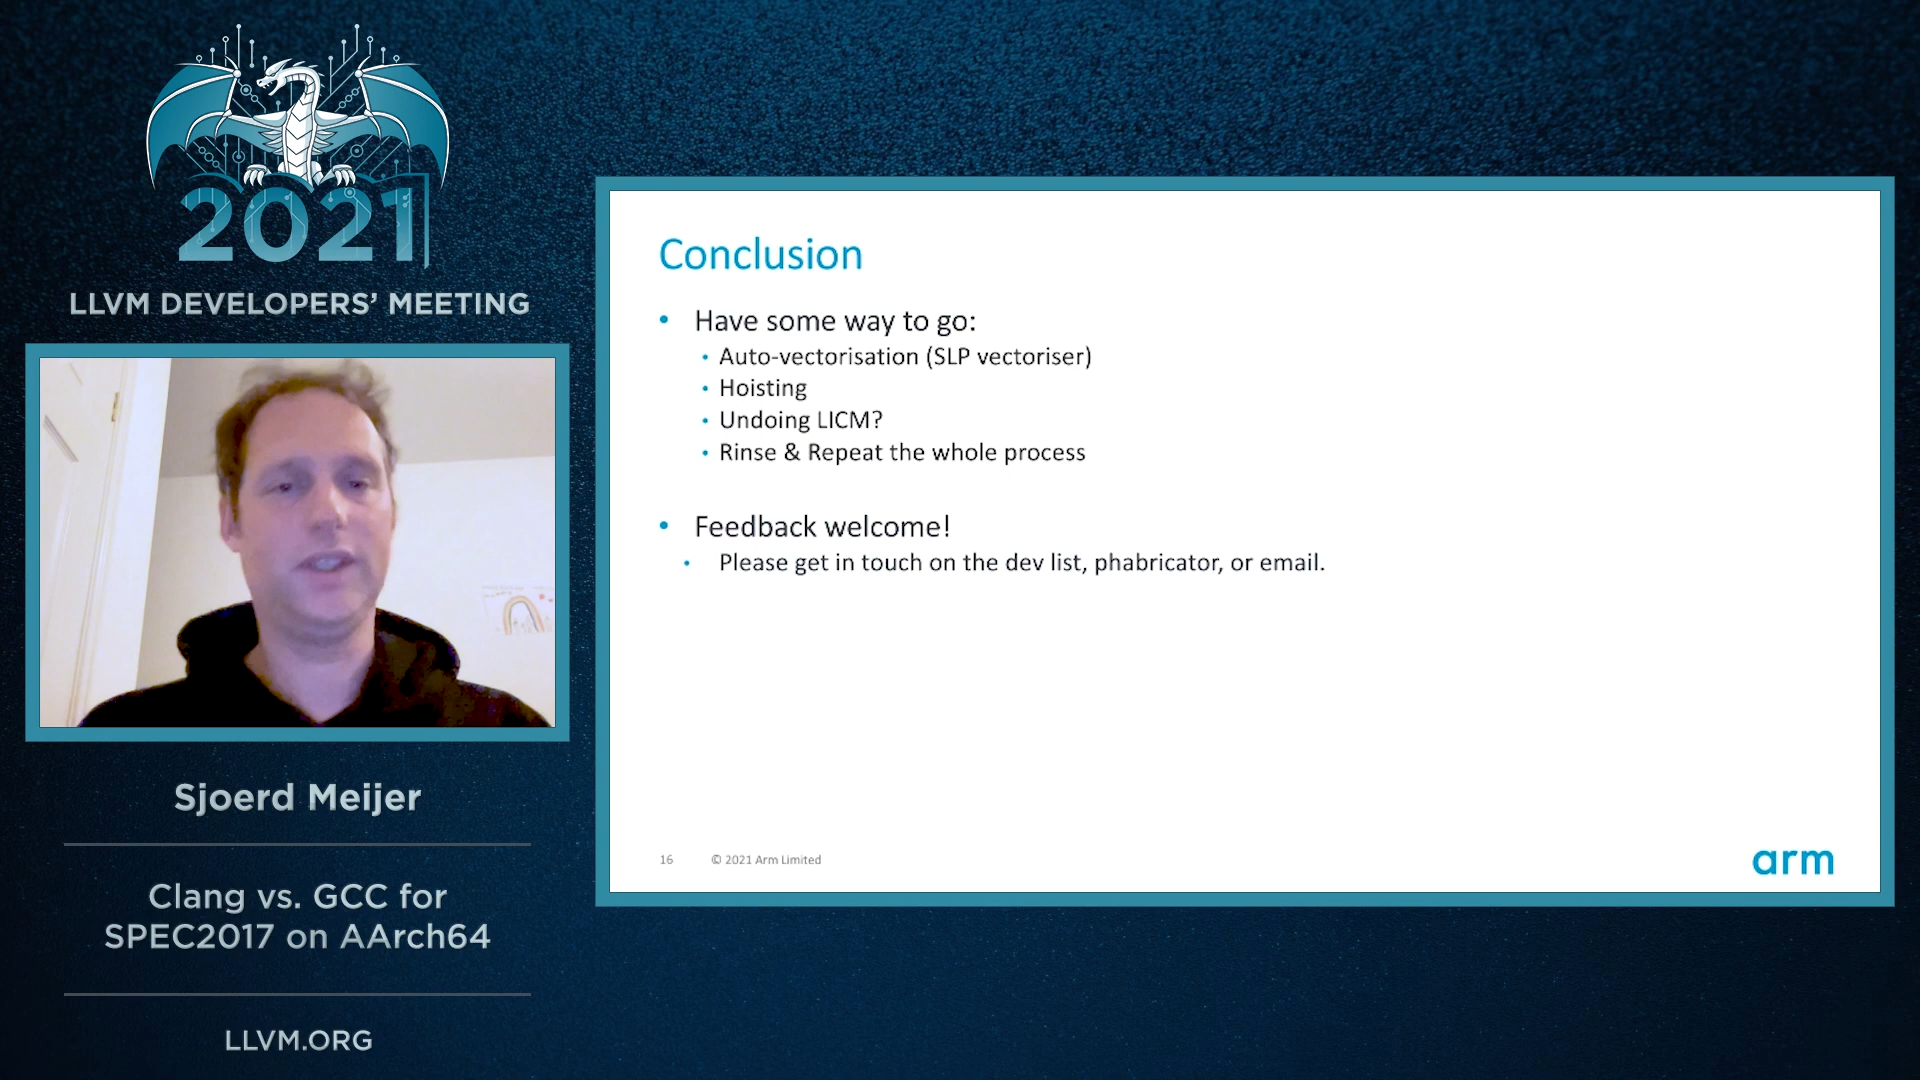 2021
LLVM DEVELOPERS’ MEETING
Sjoerd Meijer
Clang vs. GCC for
SPEC2017 on AArch64
LLVM.ORG
Conclusion
• Have some way to go:
• Auto-vectorisation (SLP vectoriser)
• Hoisting
• Undoing LICM?
• Rinse & Repeat the whole process
• Feedback welcome!
• Please get in touch on the dev list, phabricator, or email.
16 © 2021 Arm Limited
arm